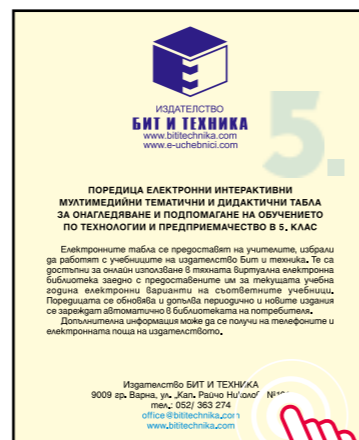 ИЗДАТЕЛСТВО
БИТ И ТЕХНИКА
www.bititechnika.com
www.e-uchebnici.com
5.
ПОРЕДИЦА ЕЛЕКТРОННИ ИНТЕРАКТИВНИ
МУЛТИМЕДИЙНИ ТЕМАТИЧНИ И ДИДАКТИЧНИ ТАБЛА
ЗА ОНАГЛЕДЯВАНЕ И ПОДПОМАГАНЕ НА ОБУЧЕНИЕТО
ПО ТЕХНОЛОГИИ И ПРЕДПРИЕМАЧЕСТВО В 5. КЛАС
Електронните табла се предоставят на учителите, избрали
да работят с учебниците на издателство Бит и техника. Те са
достъпни за онлайн използване в тяхната виртуална електронна
библиотека заедно с предоставените им за текущата учебна
година електронни варианти на съответните учебници.
Поредицата се обновява и допълва периодично и новите издания
се зареждат автоматично в библиотеката на потребителя.
Допълнителна информация може да се получи на телефоните и
електронната поща на издателството.
Издателство БИТ И ТЕХНИКА
9009 гр. Варна, ул. „Кап. Райчо Николов"
тел.: 052/ 363 274
office@bititechnika.com
www.bititechnika.com